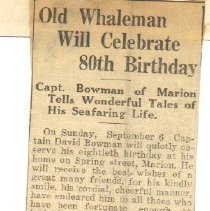 Old Whaleman
Will Celebrate
80th Birthday
Capt. Bowman of Marion
Tells Wonderful Tales of
His Seafaring Life.
On Sunday, September 6 Cap-
tain David Bowman will quietly ob-
serve his eightieth birthday at his
home on Spring street, Marion. He
will receive the best wishes of a
great many friends, for his kindly
smile, his cordial, cheerful manner,
have endeared him to all those who
have been fortunate enough